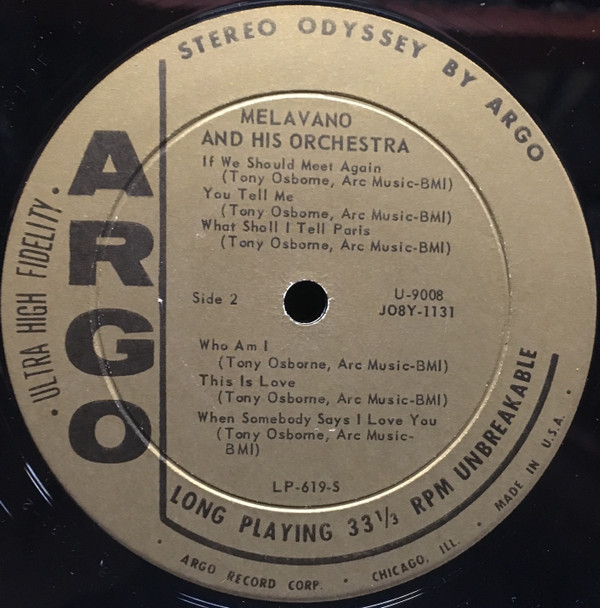 STEREO ODYSSEY BY ARGO
ARGO
• ULTRA HIGH FIDELITY •
MELAVANO
AND HIS ORCHESTRA
If We Should Meet Again
(Tony Osborne, Arc Music-BMI)
You Tell Me
(Tony Osborne, Arc Music-BMI)
What Shall I Tell Paris
(Tony Osborne, Arc Music-BMI)
Side 2
U-9008
JO8Y-1131
Who Am I
(Tony Osborne, Arc Music-BMI)
This Is Love
(Tony Osborne, Arc Music-BMI)
When Somebody Says I Love You
(Tony Osborne, Arc Music-
BMI)
LP-619-S
LONG PLAYING 33 1/3 RPM UNBREAKABLE
• ARGO RECORD CORP. • CHICAGO, ILL. • MADE IN U.S.A. •